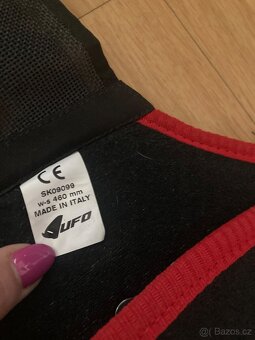 CE
SK09099
w-s 460 mm
MADE IN ITALY
UFO
© Bazos.cz